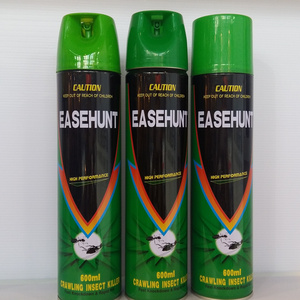 CAUTION
KEEP OUT OF REACH OF CHILDREN
EASEHUNT
HIGH PERFORMANCE
600ml
CRAWLING INSECT KILLER
CAUTION
KEEP OUT OF REACH OF CHILDREN
EASEHUNT
HIGH PERFORMANCE
600ml
CRAWLING INSECT KILLER
CAUTION
KEEP OUT OF REACH OF CHILDREN
EASEHUNT
HIGH PERFORMANCE
600ml
CRAWLING INSECT KILLER